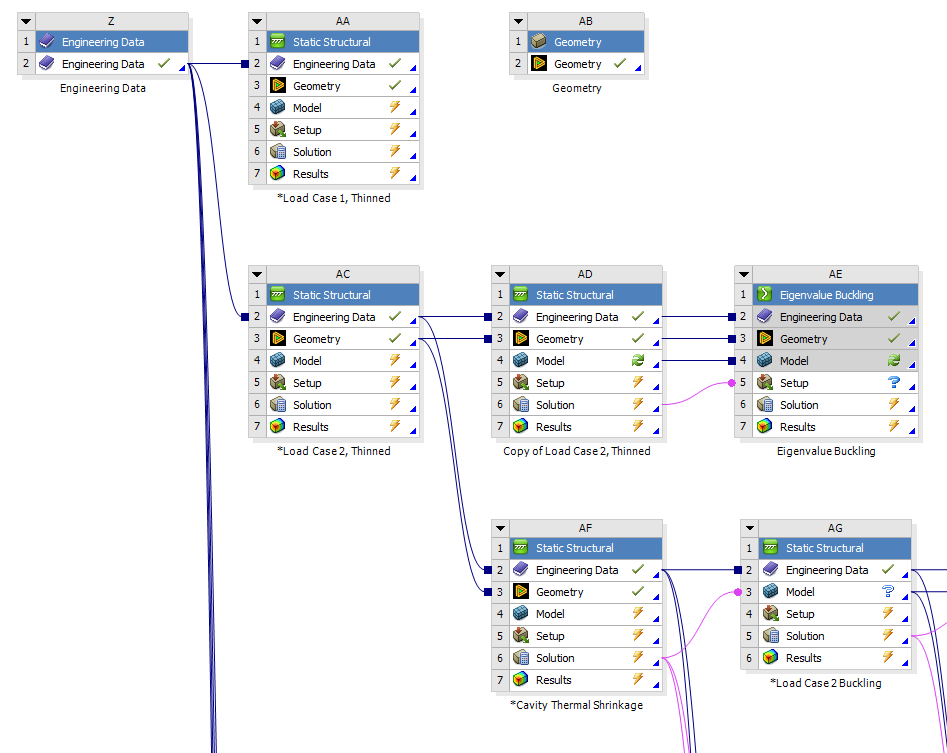 Z
1 Engineering Data
2 Engineering Data
Engineering Data
AA
1 Static Structural
2 Engineering Data
3 Geometry
4 Model
5 Setup
6 Solution
7 Results
*Load Case 1, Thinned
AB
1 Geometry
2 Geometry
Geometry
AC
1 Static Structural
2 Engineering Data
3 Geometry
4 Model
5 Setup
6 Solution
7 Results
*Load Case 2, Thinned
AD
1 Static Structural
2 Engineering Data
3 Geometry
4 Model
5 Setup
6 Solution
7 Results
Copy of Load Case 2, Thinned
AE
1 Eigenvalue Buckling
2 Engineering Data
3 Geometry
4 Model
5 Setup
6 Solution
7 Results
Eigenvalue Buckling
AF
1 Static Structural
2 Engineering Data
3 Geometry
4 Model
5 Setup
6 Solution
7 Results
*Cavity Thermal Shrinkage
AG
1 Static Structural
2 Engineering Data
3 Model
4 Setup
5 Solution
6 Results
*Load Case 2 Buckling